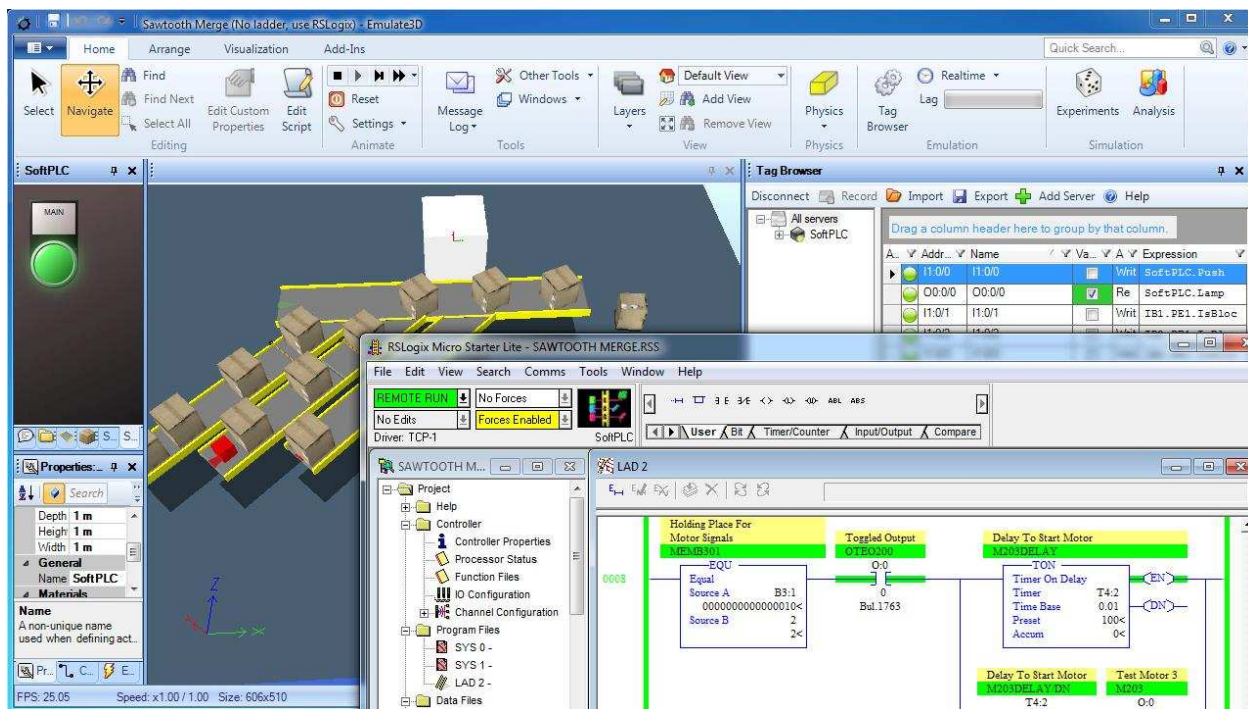 Sawtooth Merge (No ladder, use RSLogix) - Emulate3D
Home Arrange Visualization Add-Ins
Quick Search...
Select
Navigate
Find
Find Next
Select All
Edit Custom Properties
Edit Script
Editing
Reset
Settings
Animate
Message Log
Other Tools
Windows
Tools
Layers
Default View
Add View
Remove View
View
Physics
Physics
Tag Browser
Realtime
Lag
Emulation
Experiments
Analysis
Simulation
SoftPLC
MAIN
S... S...
Properties:...
Search
Depth 1 m
Heigh 1 m
Width 1 m
General
Name SoftPLC
Materials
Name
A non-unique name
used when defining act...
Pr... C... E...
FPS: 25.05 Speed: x1.00 / 1.00 Size: 606x510
Z
Tag Browser
Disconnect Record Import Export Add Server Help
All servers
SoftPLC
Drag a column header here to group by that column.
A.. Addr... Name Va... A Expression
I1:0/0 I1:0/0 Writ SoftPLC.Push
O0:0/0 O0:0/0 Re SoftPLC.Lamp
I1:0/1 I1:0/1 Writ IB1.PE1.IsBloc
RSLogix Micro Starter Lite - SAWTOOTH MERGE.RSS
File Edit View Search Comms Tools Window Help
REMOTE RUN No Forces
No Edits Forces Enabled
Driver: TCP-1 SoftPLC
ABL ABS
User Bit Timer/Counter Input/Output Compare
SAWTOOTH M...
Project
Help
Controller
Controller Properties
Processor Status
Function Files
IO Configuration
Channel Configuration
Program Files
SYS 0 -
SYS 1 -
LAD 2 -
Data Files
LAD 2
0008
Holding Place For
Motor Signals
MEMB301
EQU
Equal
Source A B3:1
0000000000000010<
Source B 2
2<
Toggled Output
OTEO200
O:0
0
Bul.1763
Delay To Start Motor
M203DELAY
TON
Timer On Delay
Timer T4:2
Time Base 0.01
Preset 100<
Accum 0<
EN
DN
Delay To Start Motor
M203DELAY/DN
T4:2
Test Motor 3
M203
O:0